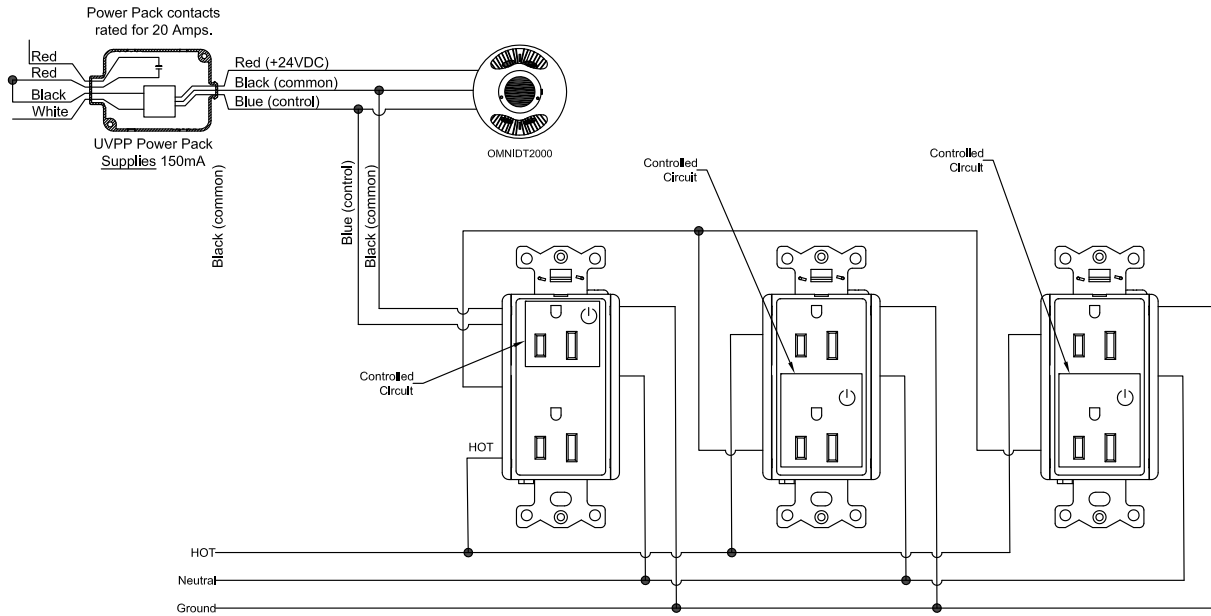 Power Pack contacts
rated for 20 Amps.
Red
Red
Black
White
UVPP Power Pack
Supplies 150mA
Red (+24VDC)
Black (common)
Blue (control)
OMNIDT2000
Black (common)
Blue (control)
Black (common)
Controlled
Circuit
Controlled
Circuit
Controlled
Circuit
HOT
HOT
Neutral
Ground